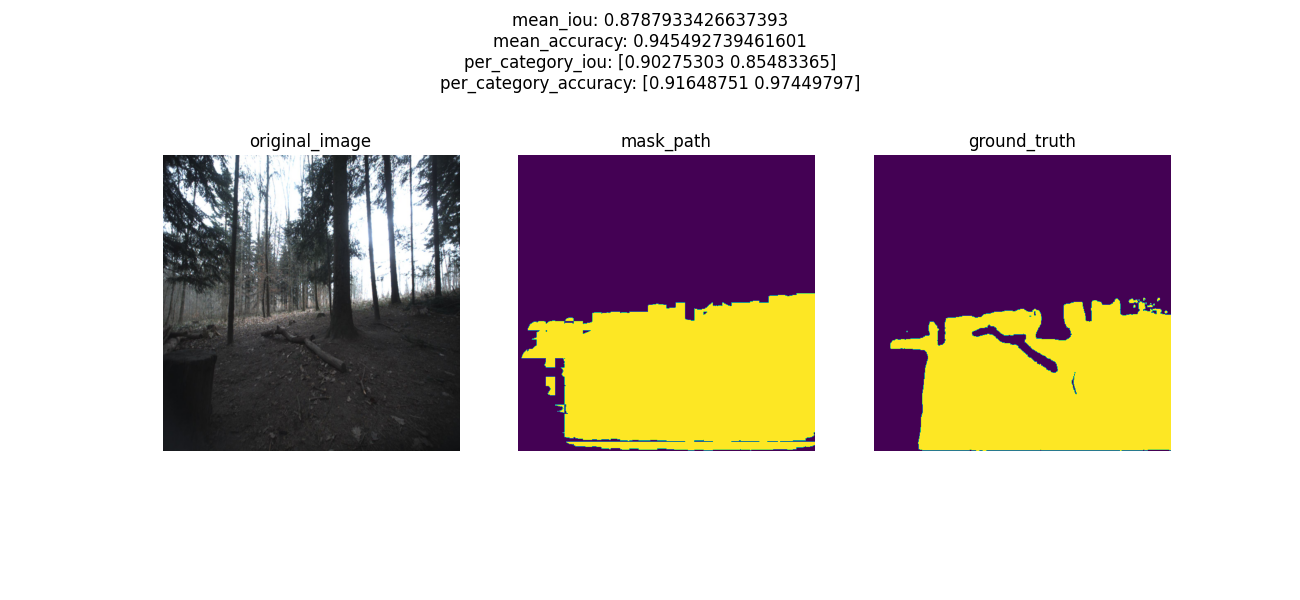 mean_iou: 0.8787933426637393
mean_accuracy: 0.945492739461601
per_category_iou: [0.90275303 0.85483365]
per_category_accuracy: [0.91648751 0.97449797]
original_image
mask_path
ground_truth